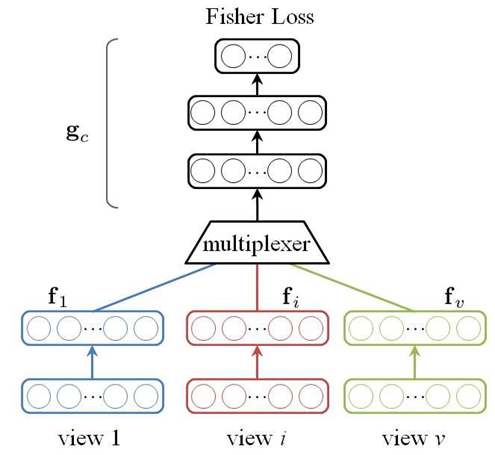 Fisher Loss
g_c
multiplexer
f_1
f_i
f_v
view 1
view i
view v